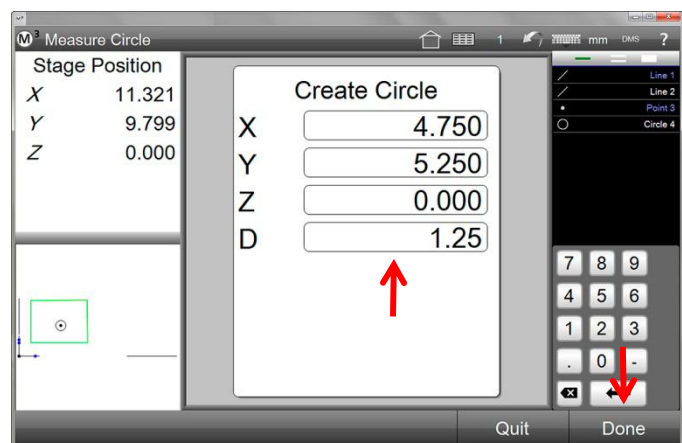 M³
M³ Measure Circle 1 mm DMS ?
Stage Position
X 11.321
Y 9.799
Z 0.000
Create Circle
X 4.750
Y 5.250
Z 0.000
D 1.25
Line 1
Line 2
Point 3
Circle 4
7 8 9
4 5 6
1 2 3
. 0 -
Quit Done